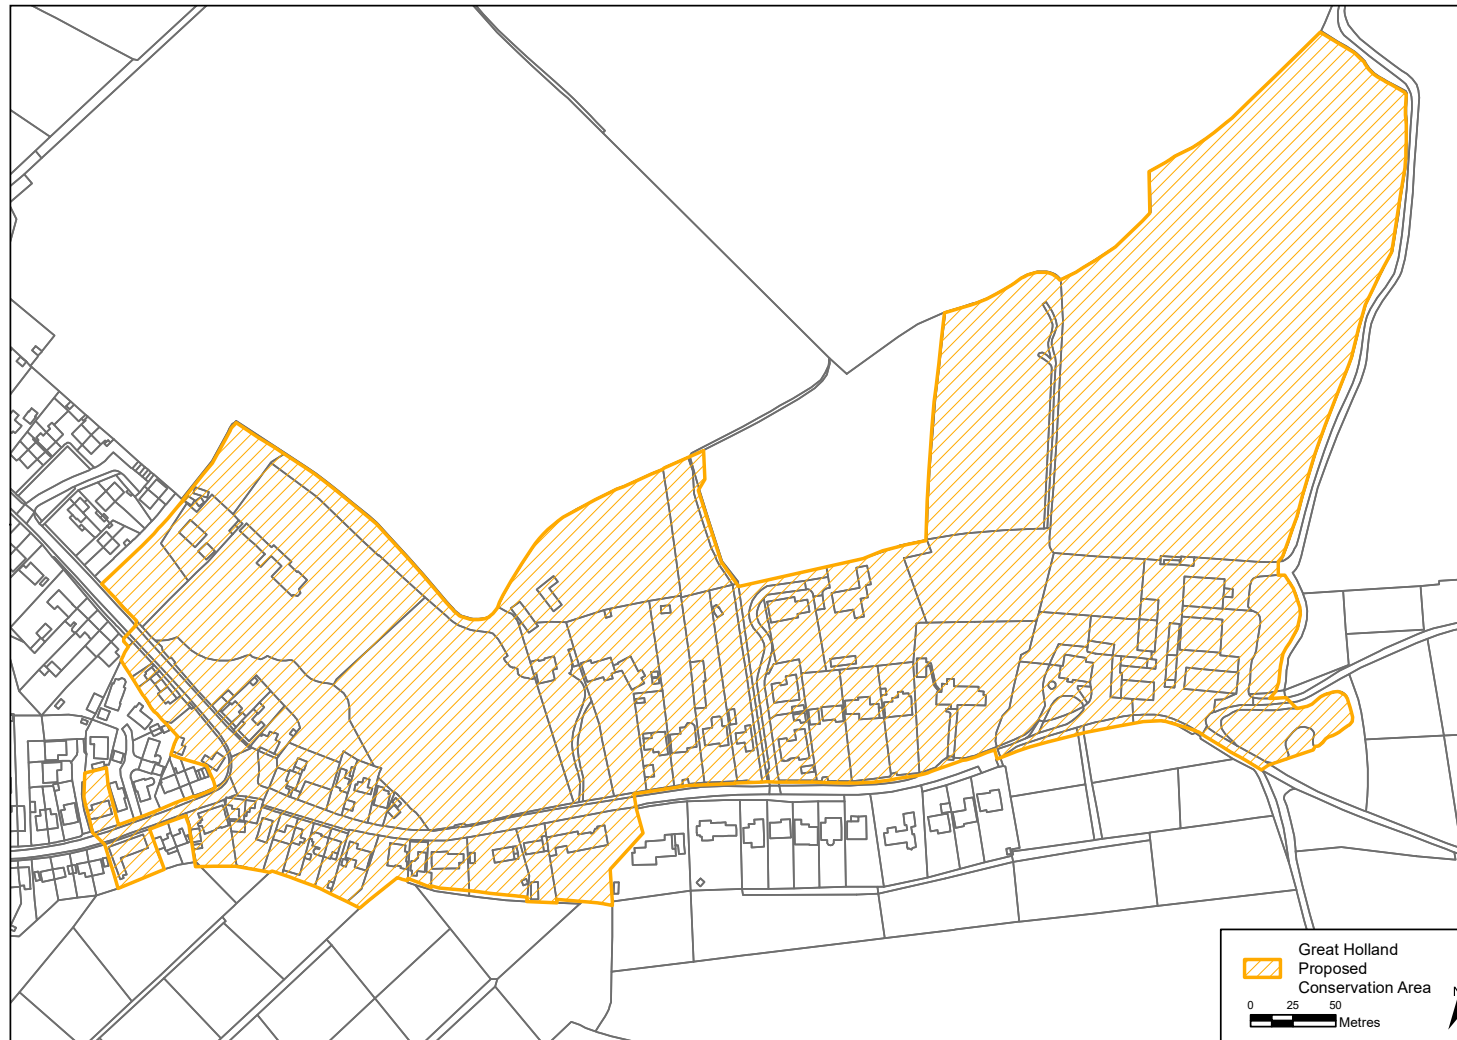 Great Holland
Proposed
Conservation Area
N
0 25 50
Metres